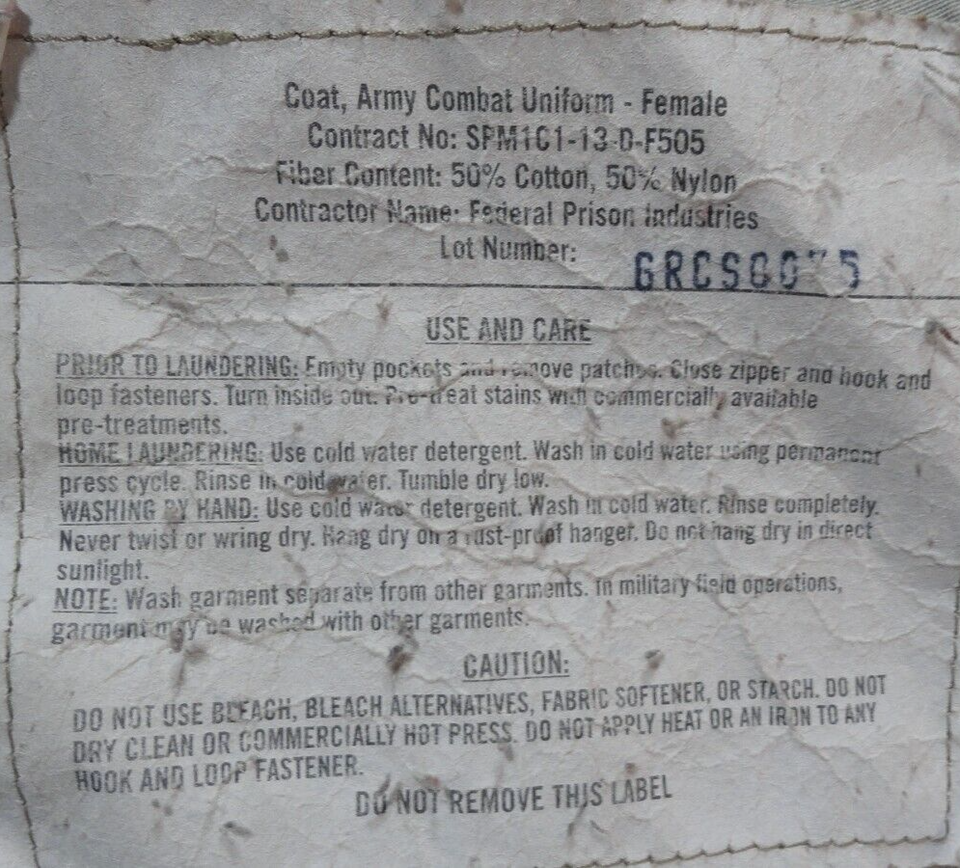 Coat, Army Combat Uniform - Female
Contract No: SPM1C1-13-D-F505
Fiber Content: 50% Cotton, 50% Nylon
Contractor Name: Federal Prison Industries
Lot Number:
USE AND CARE
PRIOR TO LAUNDERING: Empty pockets and remove patches. Close zipper and hook and
loop fasteners. Turn inside out. Pre-treat stains with commercially available
pre-treatments.
HOME LAUNDERING: Use cold water detergent. Wash in cold water using permanent
press cycle. Rinse in cold water. Tumble dry low.
WASHING BY HAND: Use cold water detergent. Wash in cold water. Rinse completely.
Never twist or wring dry. Hang dry on a rust-proof hanger. Do not hang dry in direct
sunlight.
NOTE: Wash garment separate from other garments. In military field operations,
garment may be washed with other garments.
CAUTION:
DO NOT USE BLEACH, BLEACH ALTERNATIVES, FABRIC SOFTENER, OR STARCH. DO NOT
DRY CLEAN OR COMMERCIALLY HOT PRESS. DO NOT APPLY HEAT OR AN IRON TO ANY
HOOK AND LOOP FASTENER.
DO NOT REMOVE THIS LABEL